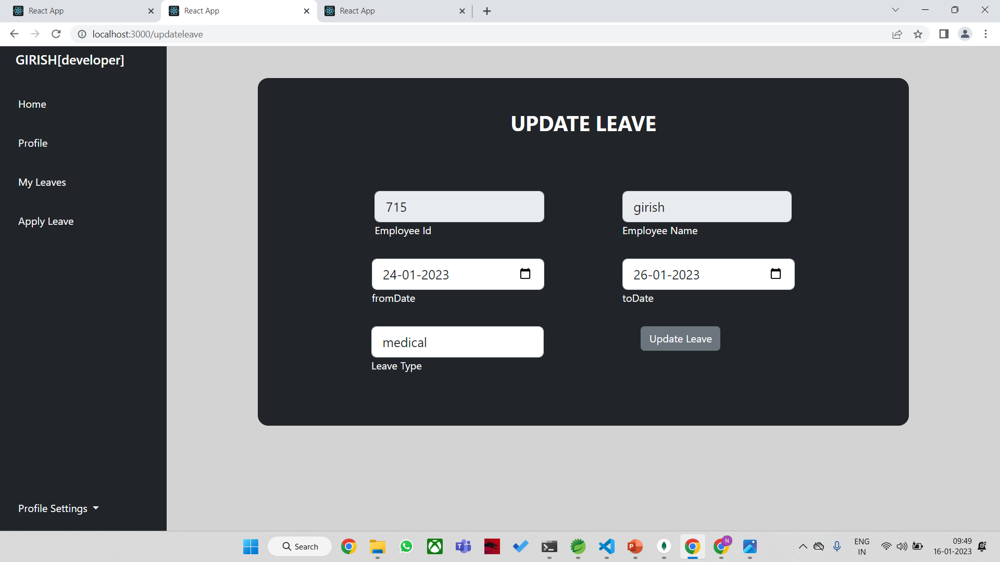 React App
React App
React App
localhost:3000/updateleave
GIRISH[developer]
Home
Profile
My Leaves
Apply Leave
Profile Settings
UPDATE LEAVE
715
girish
Employee Id
Employee Name
24-01-2023
26-01-2023
fromDate
toDate
medical
Update Leave
Leave Type
Search
N
ENG
IN
09:49
16-01-2023